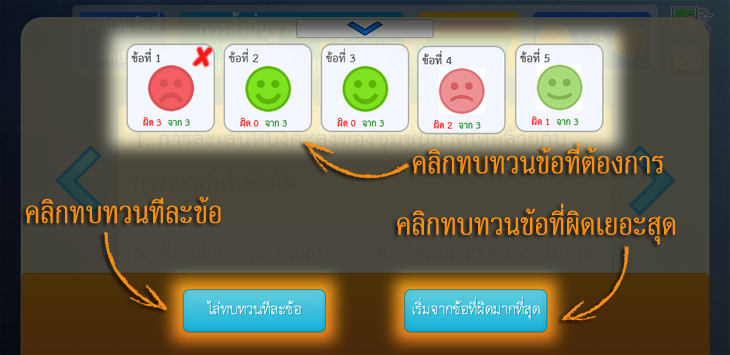 ข้อที่ 1
ข้อที่ 2
ข้อที่ 3
ข้อที่ 4
ข้อที่ 5
ผิด 3 จาก 3
ผิด 0 จาก 3
ผิด 0 จาก 3
ผิด 2 จาก 3
ผิด 1 จาก 3
คลิกทบทวนข้อที่ต้องการ
คลิกทบทวนทีละข้อ
คลิกทบทวนข้อที่ผิดเยอะสุด
ไล่ทบทวนทีละข้อ
เริ่มจากข้อที่ผิดมากที่สุด